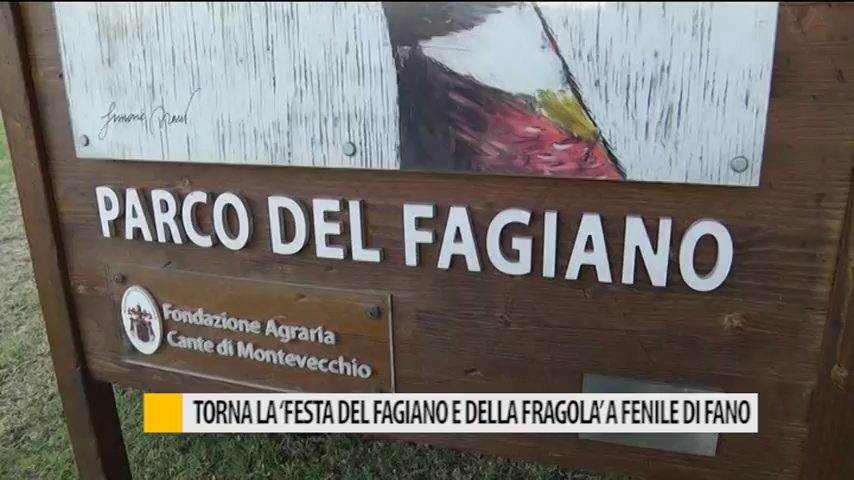 PARCO DEL FAGIANO
Fondazione Agraria
Cante di Montevecchio
TORNA LA 'FESTA DEL FAGIANO E DELLA FRAGOLA' A FENILE DI FANO